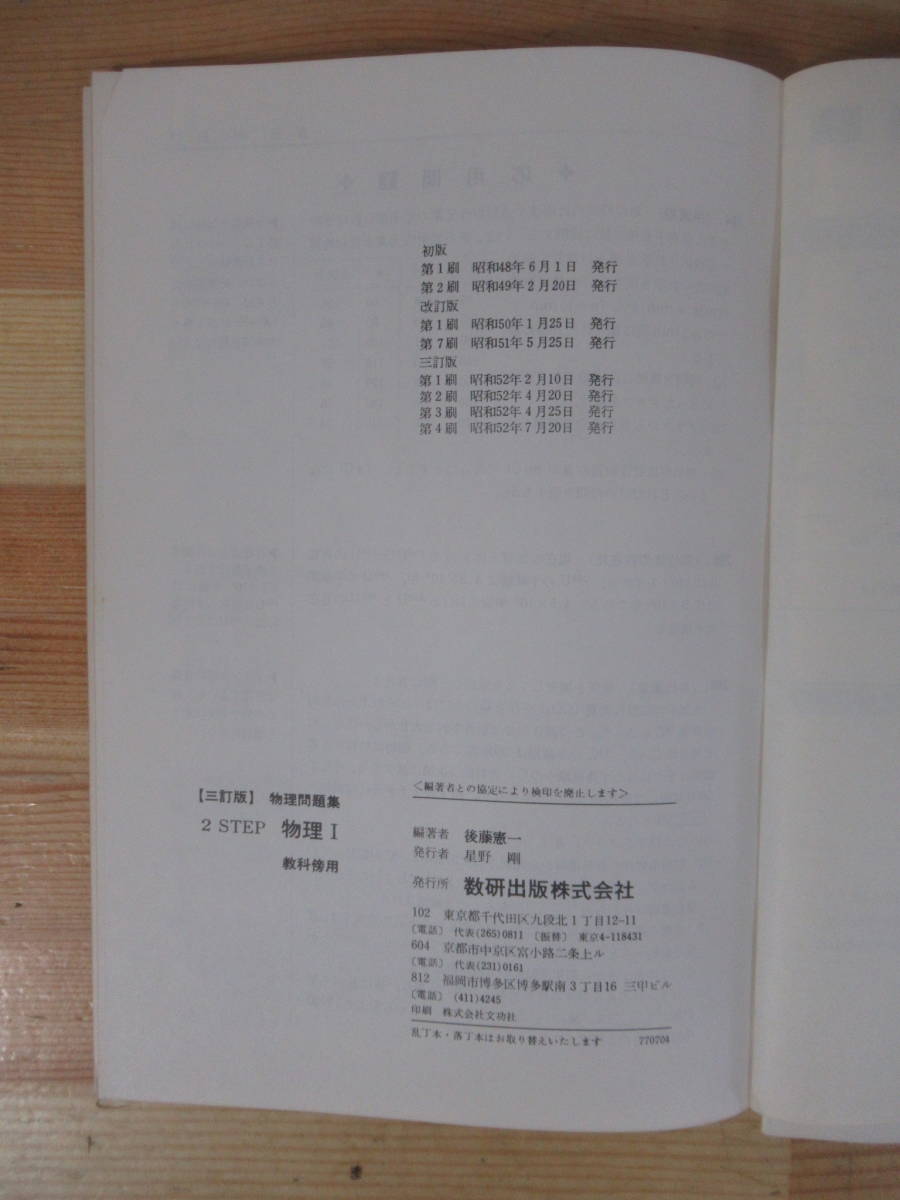 初版
第1刷 昭和48年6月1日 発行
第2刷 昭和49年2月20日 発行
改訂版
第1刷 昭和50年1月25日 発行
第7刷 昭和51年5月25日 発行
三訂版
第1刷 昭和52年2月10日 発行
第2刷 昭和52年4月20日 発行
第3刷 昭和52年4月25日 発行
第4刷 昭和52年7月20日 発行
【三訂版】 物理問題集
2 STEP 物理I
教科傍用
<編著者との協定により検印を廃止します>
編著者 後藤憲一
発行者 星野 剛
発行所 数研出版株式会社
102 東京都千代田区九段北1丁目12-11
〔電話〕 代表(265)0811 〔振替〕 東京4-118431
604 京都市中京区富小路二条上ル
〔電話〕 代表(231)0161
812 福岡市博多区博多駅南3丁目16 三甲ビル
〔電話〕 (411)4245
印刷 株式会社文功社
乱丁本・落丁本はお取り替えいたします 770704